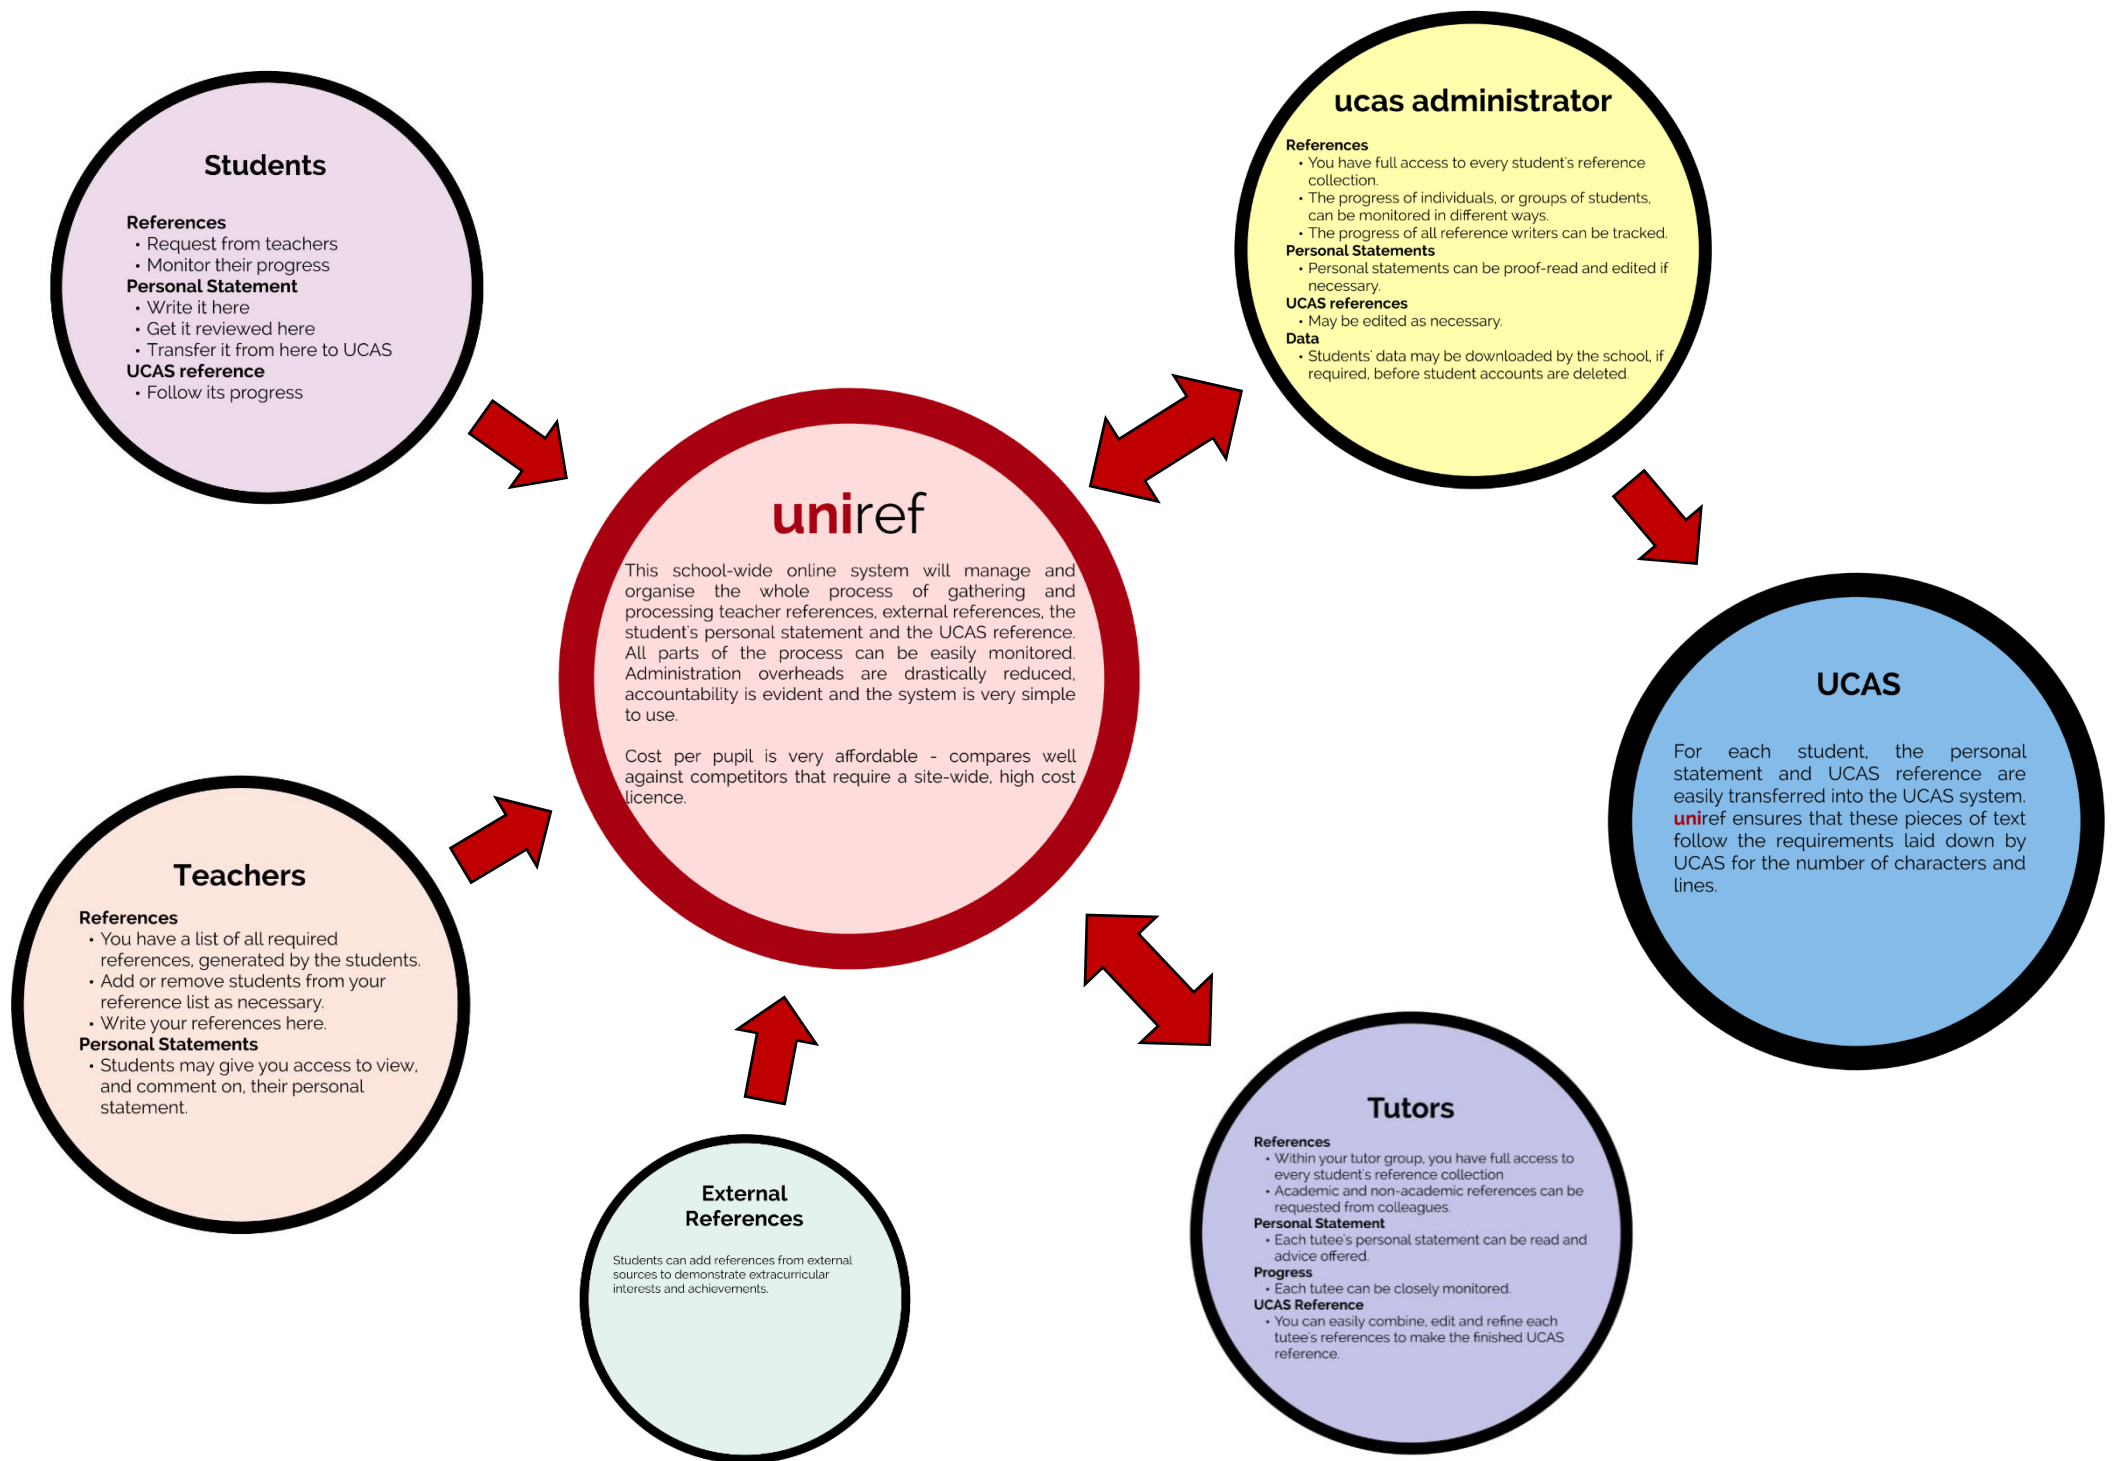 Students
References
• Request from teachers
• Monitor their progress
Personal Statement
• Write it here
• Get it reviewed here
• Transfer it from here to UCAS
UCAS reference
• Follow its progress
ucas administrator
References
• You have full access to every student's reference
collection.
• The progress of individuals, or groups of students,
can be monitored in different ways.
• The progress of all reference writers can be tracked.
Personal Statements
• Personal statements can be proof-read and edited if
necessary.
UCAS references
• May be edited as necessary.
Data
• Students' data may be downloaded by the school, if
required, before student accounts are deleted.
uniref
This school-wide online system will manage and
organise the whole process of gathering and
processing teacher references, external references, the
student's personal statement and the UCAS reference.
All parts of the process can be easily monitored.
Administration overheads are drastically reduced,
accountability is evident and the system is very simple
to use.
Cost per pupil is very affordable - compares well
against competitors that require a site-wide, high cost
licence.
UCAS
For each student, the personal
statement and UCAS reference are
easily transferred into the UCAS system.
uniref ensures that these pieces of text
follow the requirements laid down by
UCAS for the number of characters and
lines.
Teachers
References
• You have a list of all required
references, generated by the students.
• Add or remove students from your
reference list as necessary.
• Write your references here.
Personal Statements
• Students may give you access to view,
and comment on, their personal
statement.
External
References
Students can add references from external
sources to demonstrate extracurricular
interests and achievements.
Tutors
References
• Within your tutor group, you have full access to
every student's reference collection
• Academic and non-academic references can be
requested from colleagues.
Personal Statement
• Each tutee's personal statement can be read and
advice offered.
Progress
• Each tutee can be closely monitored.
UCAS Reference
• You can easily combine, edit and refine each
tutee's references to make the finished UCAS
reference.